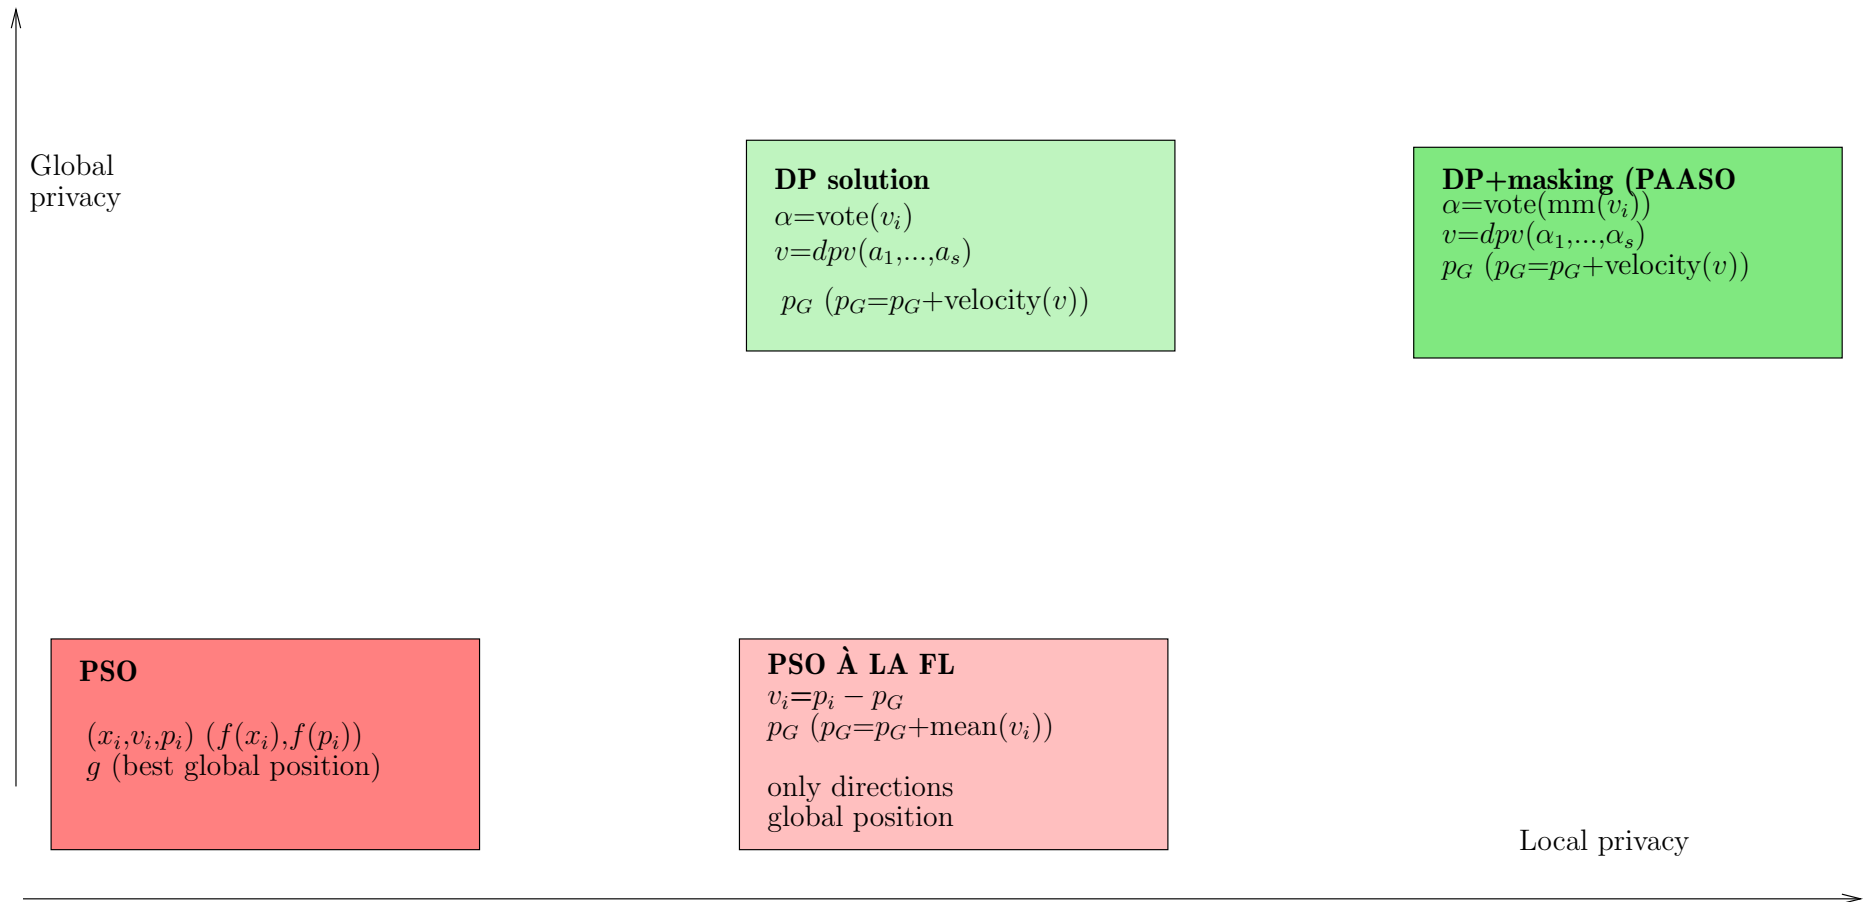 Global
privacy
DP solution
α=vote(v_i)
v=dpv(a_1,...,a_s)
p_G (p_G=p_G+velocity(v))
DP+masking (PAASO
α=vote(mm(v_i))
v=dpv(α_1,...,α_s)
p_G (p_G=p_G+velocity(v))
PSO
(x_i,v_i,p_i) (f(x_i),f(p_i))
g (best global position)
PSO À LA FL
v_i=p_i − p_G
p_G (p_G=p_G+mean(v_i))
only directions
global position
Local privacy